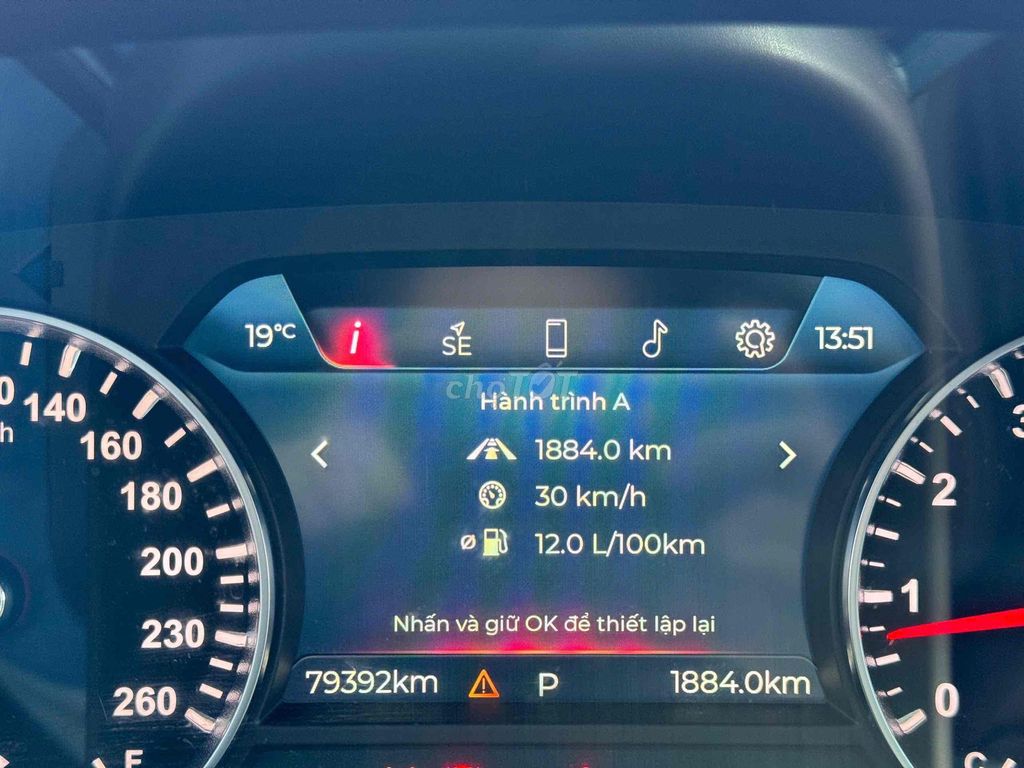 19°C
SE
13:51
choTỐT
Hành trình A
1884.0 km
30 km/h
Ø 12.0 L/100km
Nhấn và giữ OK để thiết lập lại
79392km
P
1884.0km
140
160
180
200
230
260
F
2
1
0